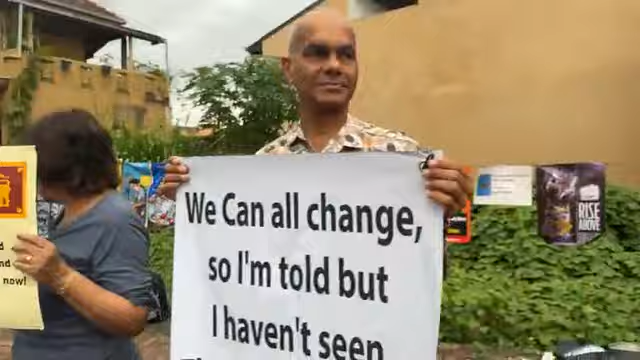 We Can all change,
so I'm told but
I haven't seen
now!
RISE
ABOVE